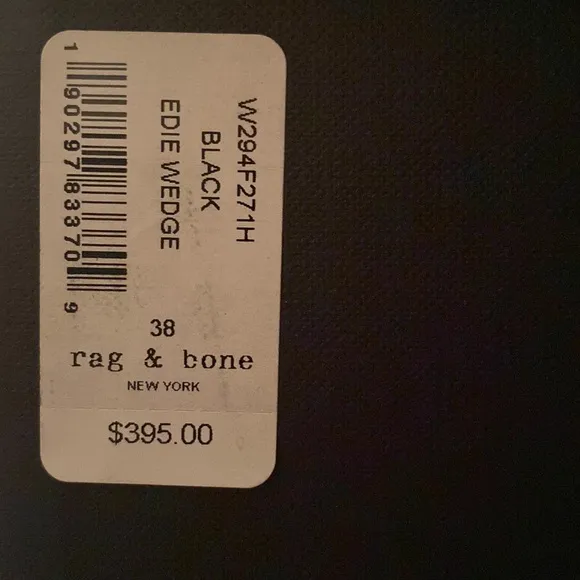 W294F271H
BLACK
EDIE WEDGE
1 90297 83370 9
38
rag & bone
NEW YORK
$395.00